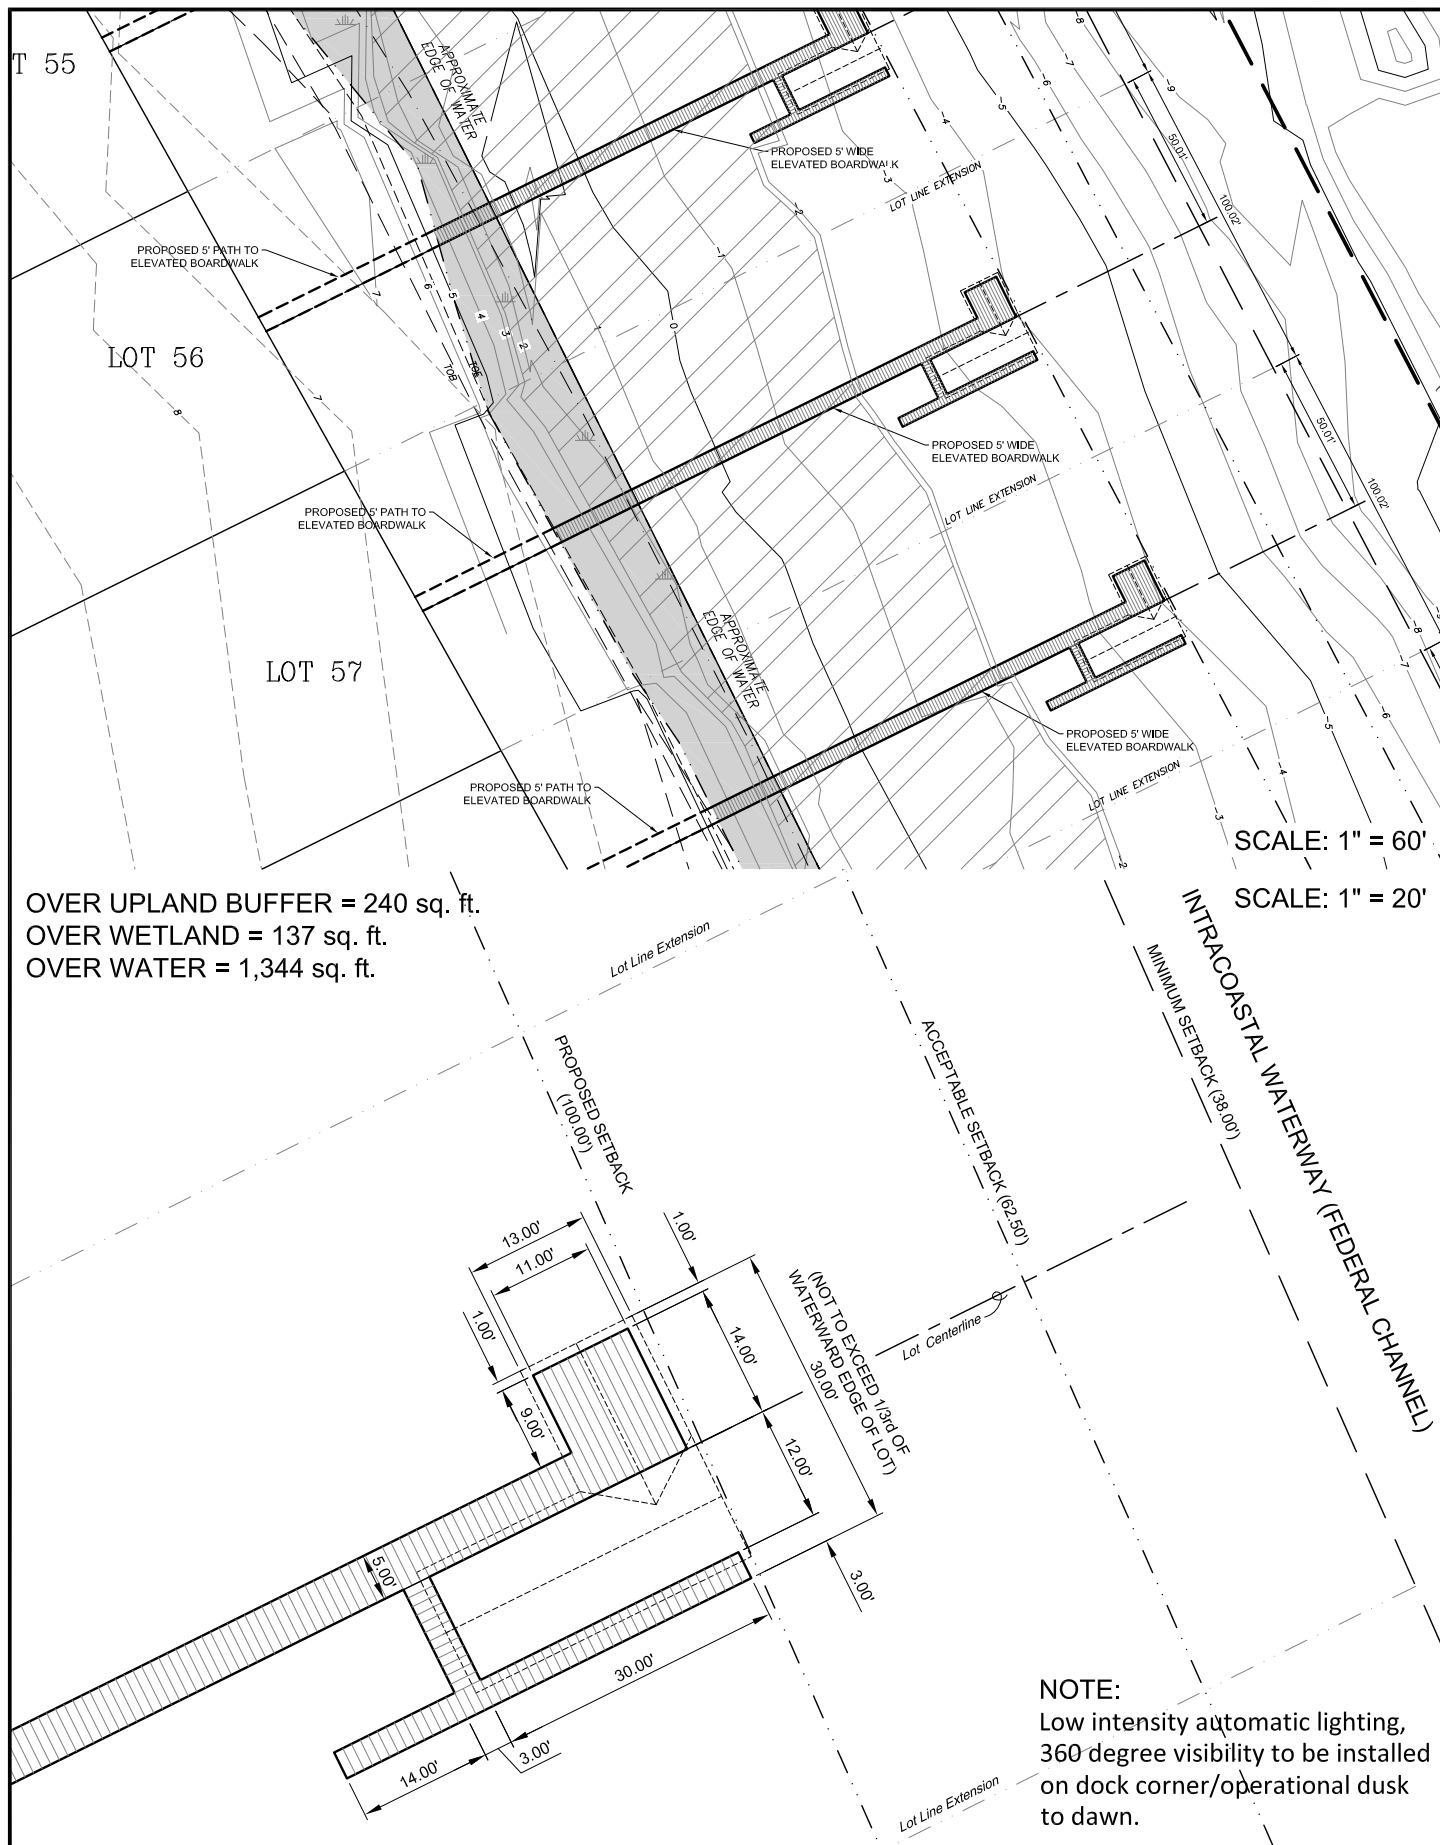 T 55
APPROXIMATE
EDGE OF WATER
PROPOSED 5' WIDE
ELEVATED BOARDWALK
LOT LINE EXTENSION
50.01'
100.02'
PROPOSED 5' PATH TO
ELEVATED BOARDWALK
LOT 56
TOB
TOE
PROPOSED 5' WIDE
ELEVATED BOARDWALK
LOT LINE EXTENSION
50.01'
100.02'
PROPOSED 5' PATH TO
ELEVATED BOARDWALK
LOT 57
APPROXIMATE
EDGE OF WATER
PROPOSED 5' WIDE
ELEVATED BOARDWALK
LOT LINE EXTENSION
PROPOSED 5' PATH TO
ELEVATED BOARDWALK
SCALE: 1" = 60'
SCALE: 1" = 20'
OVER UPLAND BUFFER = 240 sq. ft.
OVER WETLAND = 137 sq. ft.
OVER WATER = 1,344 sq. ft.
Lot Line Extension
PROPOSED SETBACK
(100.00')
ACCEPTABLE SETBACK (62.50')
MINIMUM SETBACK (38.00')
INTRACOASTAL WATERWAY (FEDERAL CHANNEL)
13.00'
11.00'
1.00'
1.00'
9.00'
14.00'
30.00'
(NOT TO EXCEED 1/3rd OF
WATERWARD EDGE OF LOT)
Lot Centerline
12.00'
3.00'
5.00'
30.00'
3.00'
14.00'
Lot Line Extension
NOTE:
Low intensity automatic lighting,
360 degree visibility to be installed
on dock corner/operational dusk
to dawn.